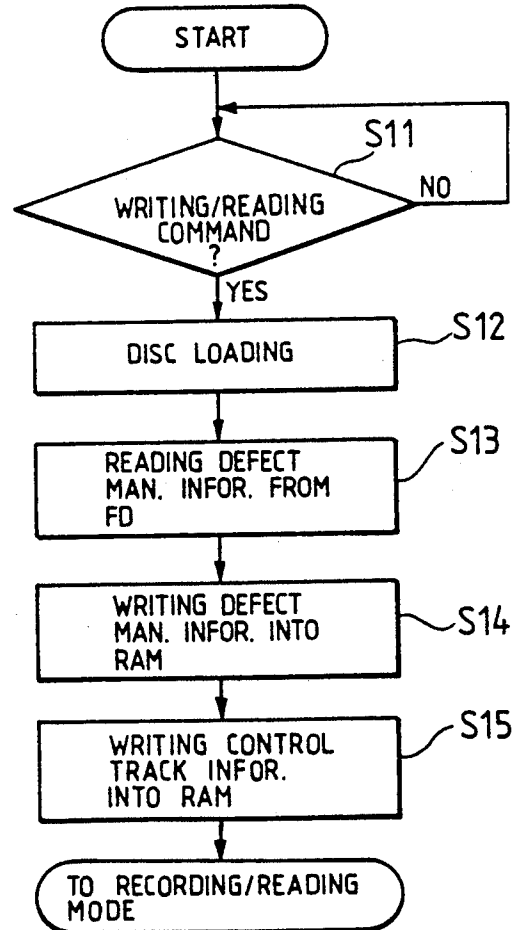 START
S11
NO
WRITING/READING
COMMAND
?
YES
DISC LOADING
S12
READING DEFECT
MAN. INFOR. FROM
FD
S13
WRITING DEFECT
MAN. INFOR. INTO
RAM
S14
WRITING CONTROL
TRACK INFOR.
INTO RAM
S15
TO RECORDING/READING
MODE